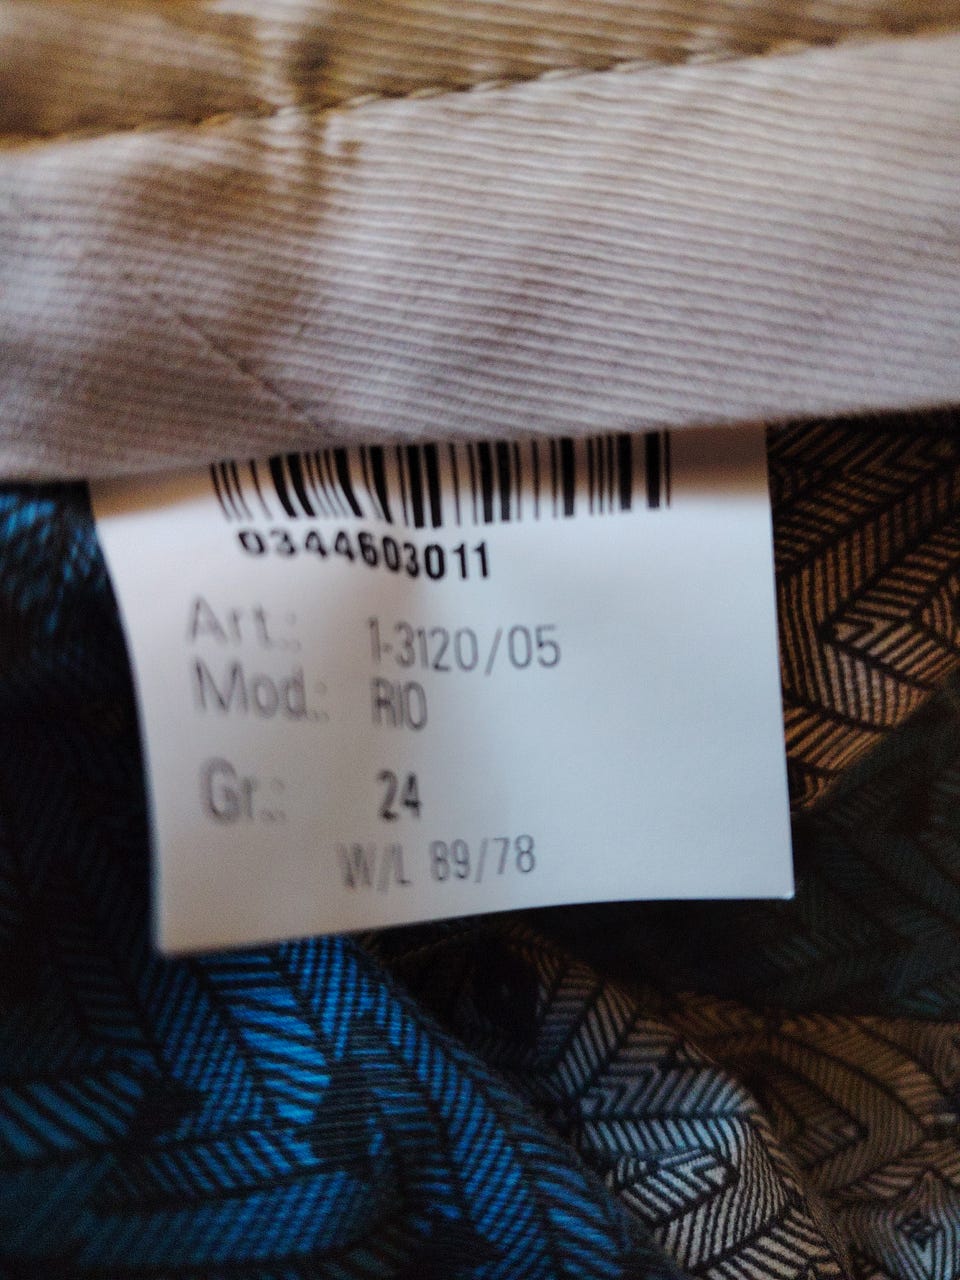 0344603011
Art.: 1-3120/05
Mod.: RIO
Gr.: 24
W/L 89/78